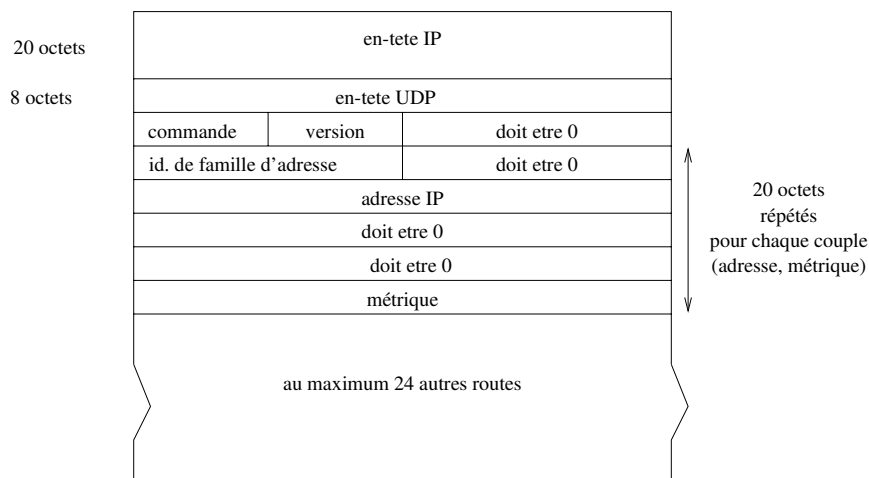 en-tete IP
20 octets
8 octets
en-tete UDP
commande version doit etre 0
id. de famille d'adresse doit etre 0
adresse IP
doit etre 0
doit etre 0
métrique
20 octets
répétés
pour chaque couple
(adresse, métrique)
au maximum 24 autres routes